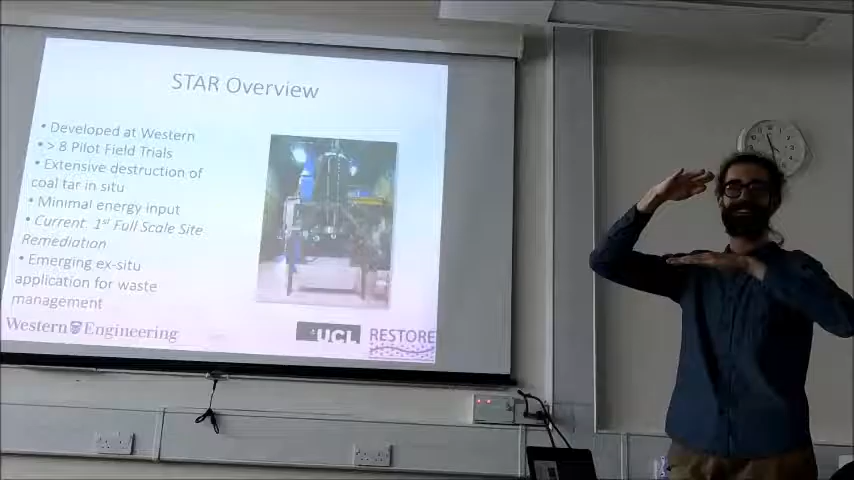 STAR Overview
• Developed at Western
• > 8 Pilot Field Trials
• Extensive destruction of
coal tar in situ
• Minimal energy input
• Current: 1st Full Scale Site
Remediation
• Emerging ex-situ
application for waste
management
Western Engineering
UCL
RESTORE